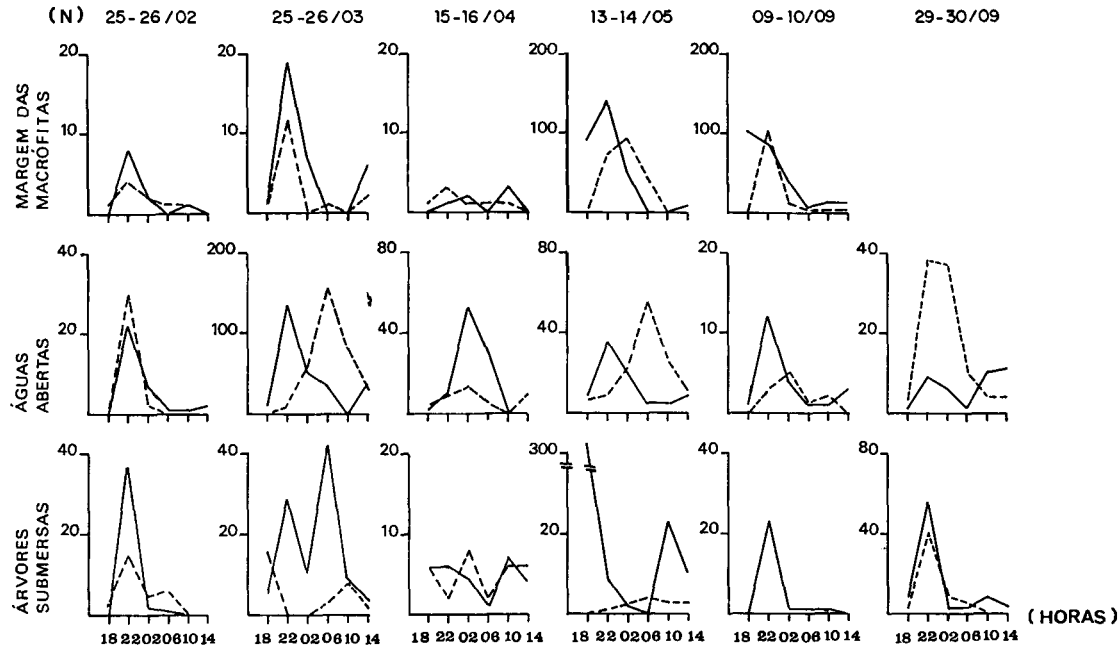 (N) 25-26/02 25-26/03 15-16/04 13-14/05 09-10/09 29-30/09
MARGEM DAS
MACRÓFITAS
20 20 20 200 200
10 10 10 100 100
ÁGUAS
ABERTAS
40 200 80 80 20 40
20 100 40 40 10 20
ÁRVORES
SUBMERSAS
40 40 20 300 40 80
20 20 10 20 20 40
18 22 02 06 10 14 18 22 02 06 10 14 18 22 02 06 10 14 18 22 02 06 10 14 18 22 02 06 10 14 18 22 02 06 10 14 (HORAS)